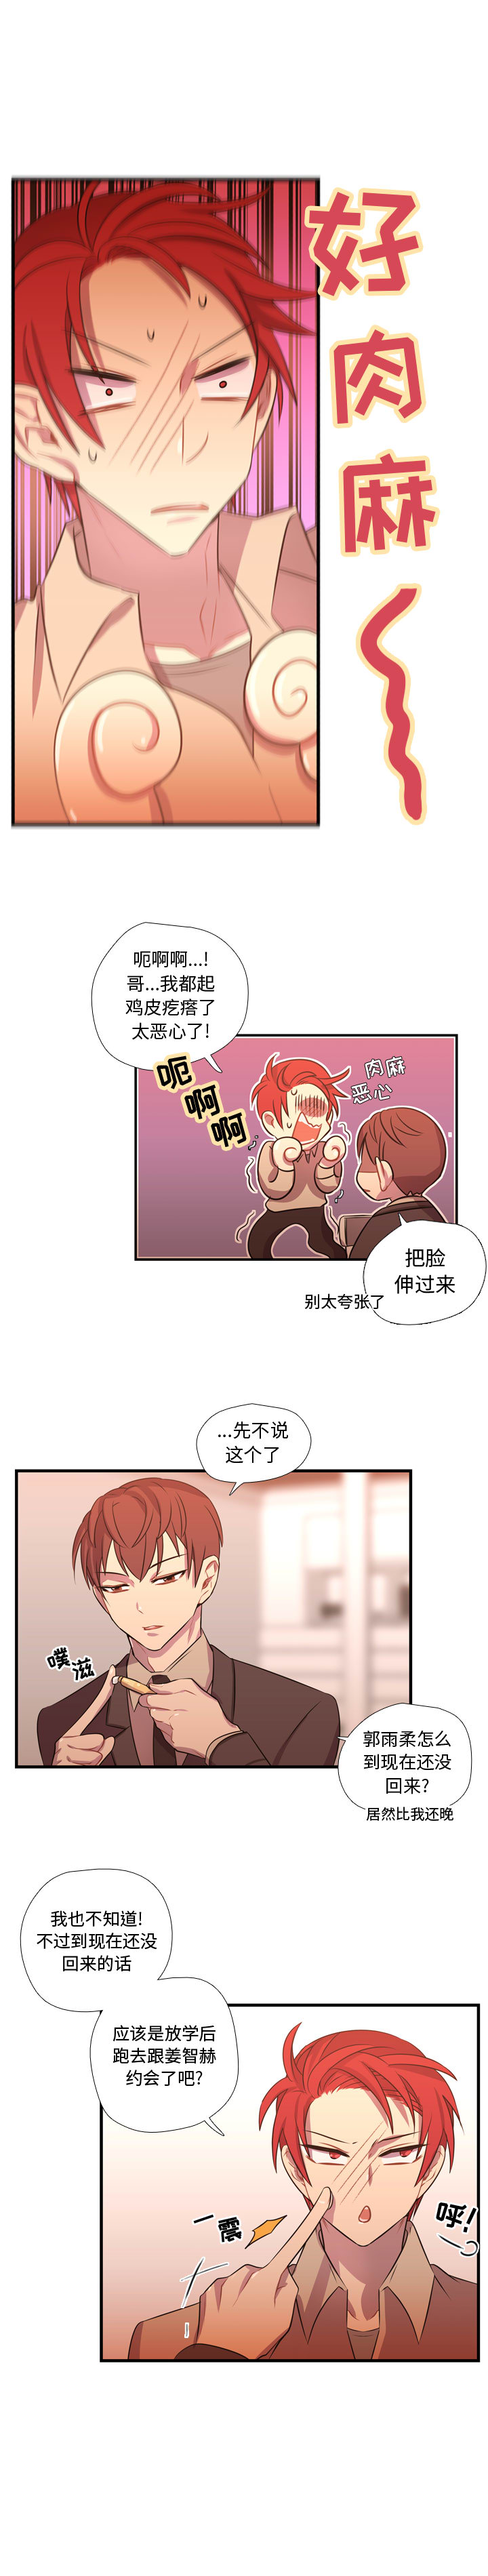 好
肉
麻
呃啊啊...!
哥...我都起
鸡皮疙瘩了
太恶心了!
呃
啊
啊
肉麻
恶心
把脸
伸过来
别太夸张了
...先不说
这个了
噗
滋
郭雨柔怎么
到现在还没
回来?
居然比我还晚
我也不知道!
不过到现在还没
回来的话
应该是放学后
跑去跟姜智赫
约会了吧?